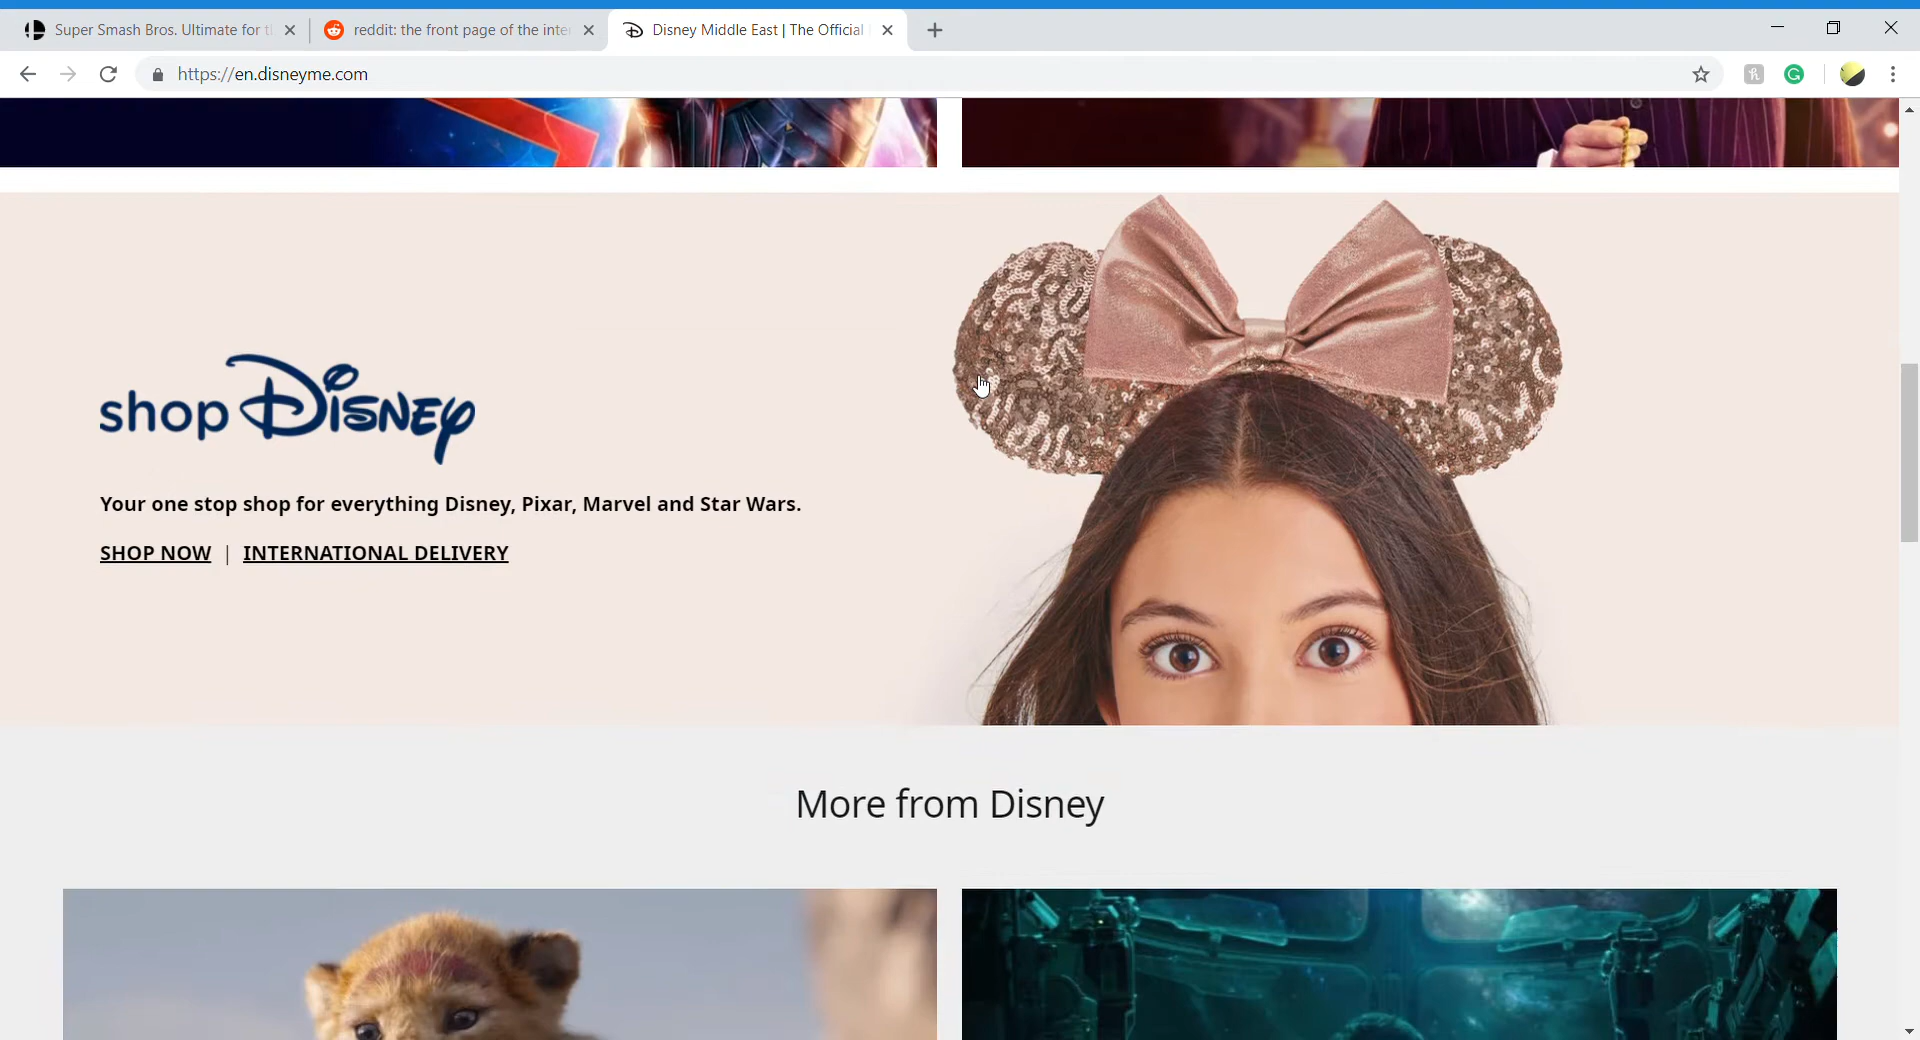 Super Smash Bros. Ultimate for t
reddit: the front page of the inte
Disney Middle East | The Official
https://en.disneyme.com
shop Disney
Your one stop shop for everything Disney, Pixar, Marvel and Star Wars.
SHOP NOW | INTERNATIONAL DELIVERY
More from Disney